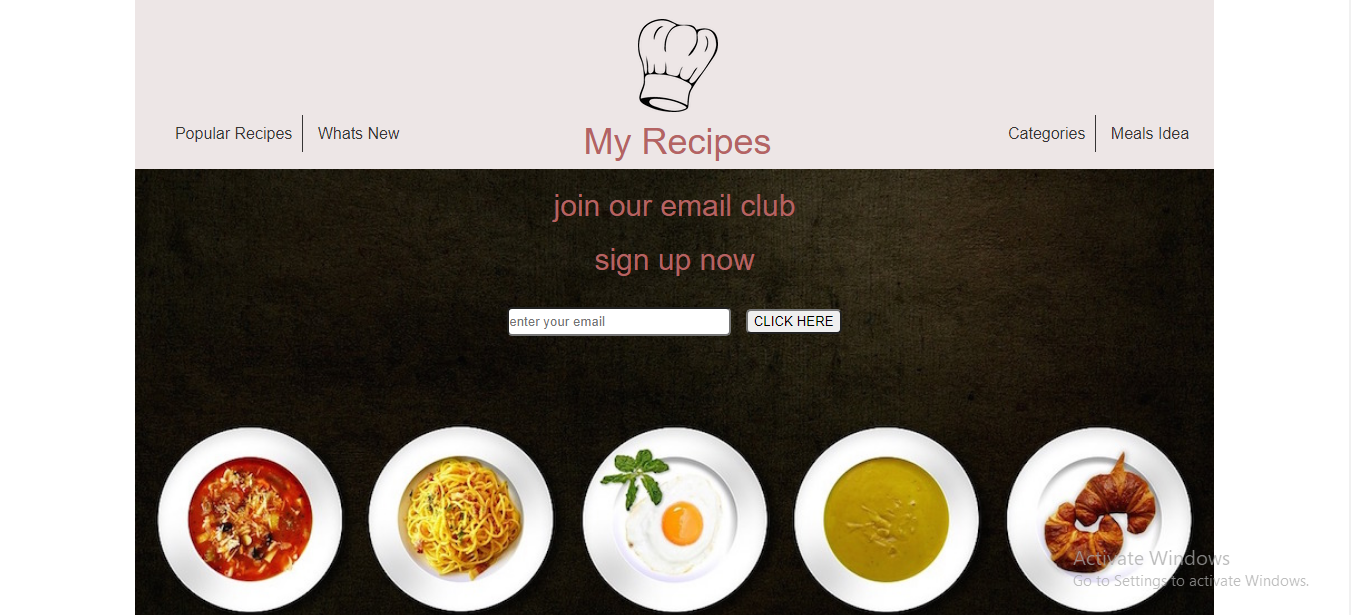 Popular Recipes
Whats New
My Recipes
Categories
Meals Idea
join our email club
sign up now
enter your email
CLICK HERE
Activate Windows
Go to Settings to activate Windows.